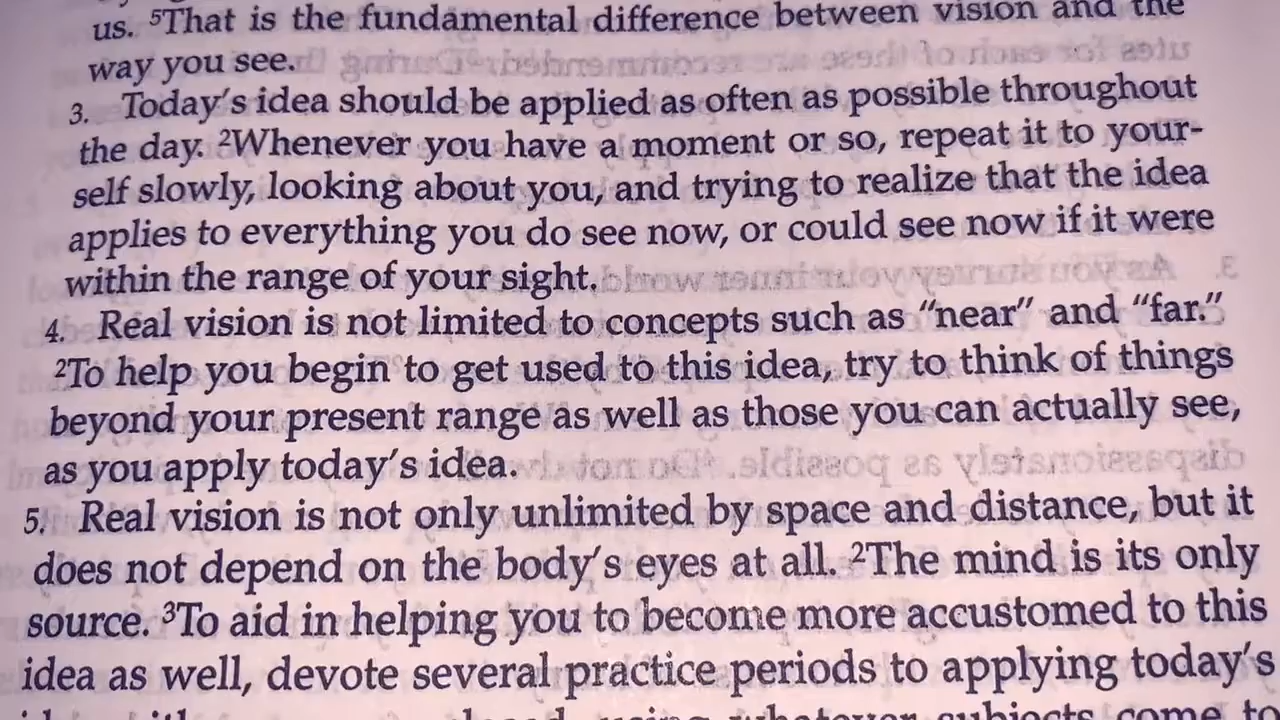 us. ⁵That is the fundamental difference between vision and the
way you see.
3. Today's idea should be applied as often as possible throughout
the day. ²Whenever you have a moment or so, repeat it to your-
self slowly, looking about you, and trying to realize that the idea
applies to everything you do see now, or could see now if it were
within the range of your sight.
4. Real vision is not limited to concepts such as “near” and “far.”
²To help you begin to get used to this idea, try to think of things
beyond your present range as well as those you can actually see,
as you apply today's idea.
5. Real vision is not only unlimited by space and distance, but it
does not depend on the body's eyes at all. ²The mind is its only
source. ³To aid in helping you to become more accustomed to this
idea as well, devote several practice periods to applying today's
using whatever subjects come to